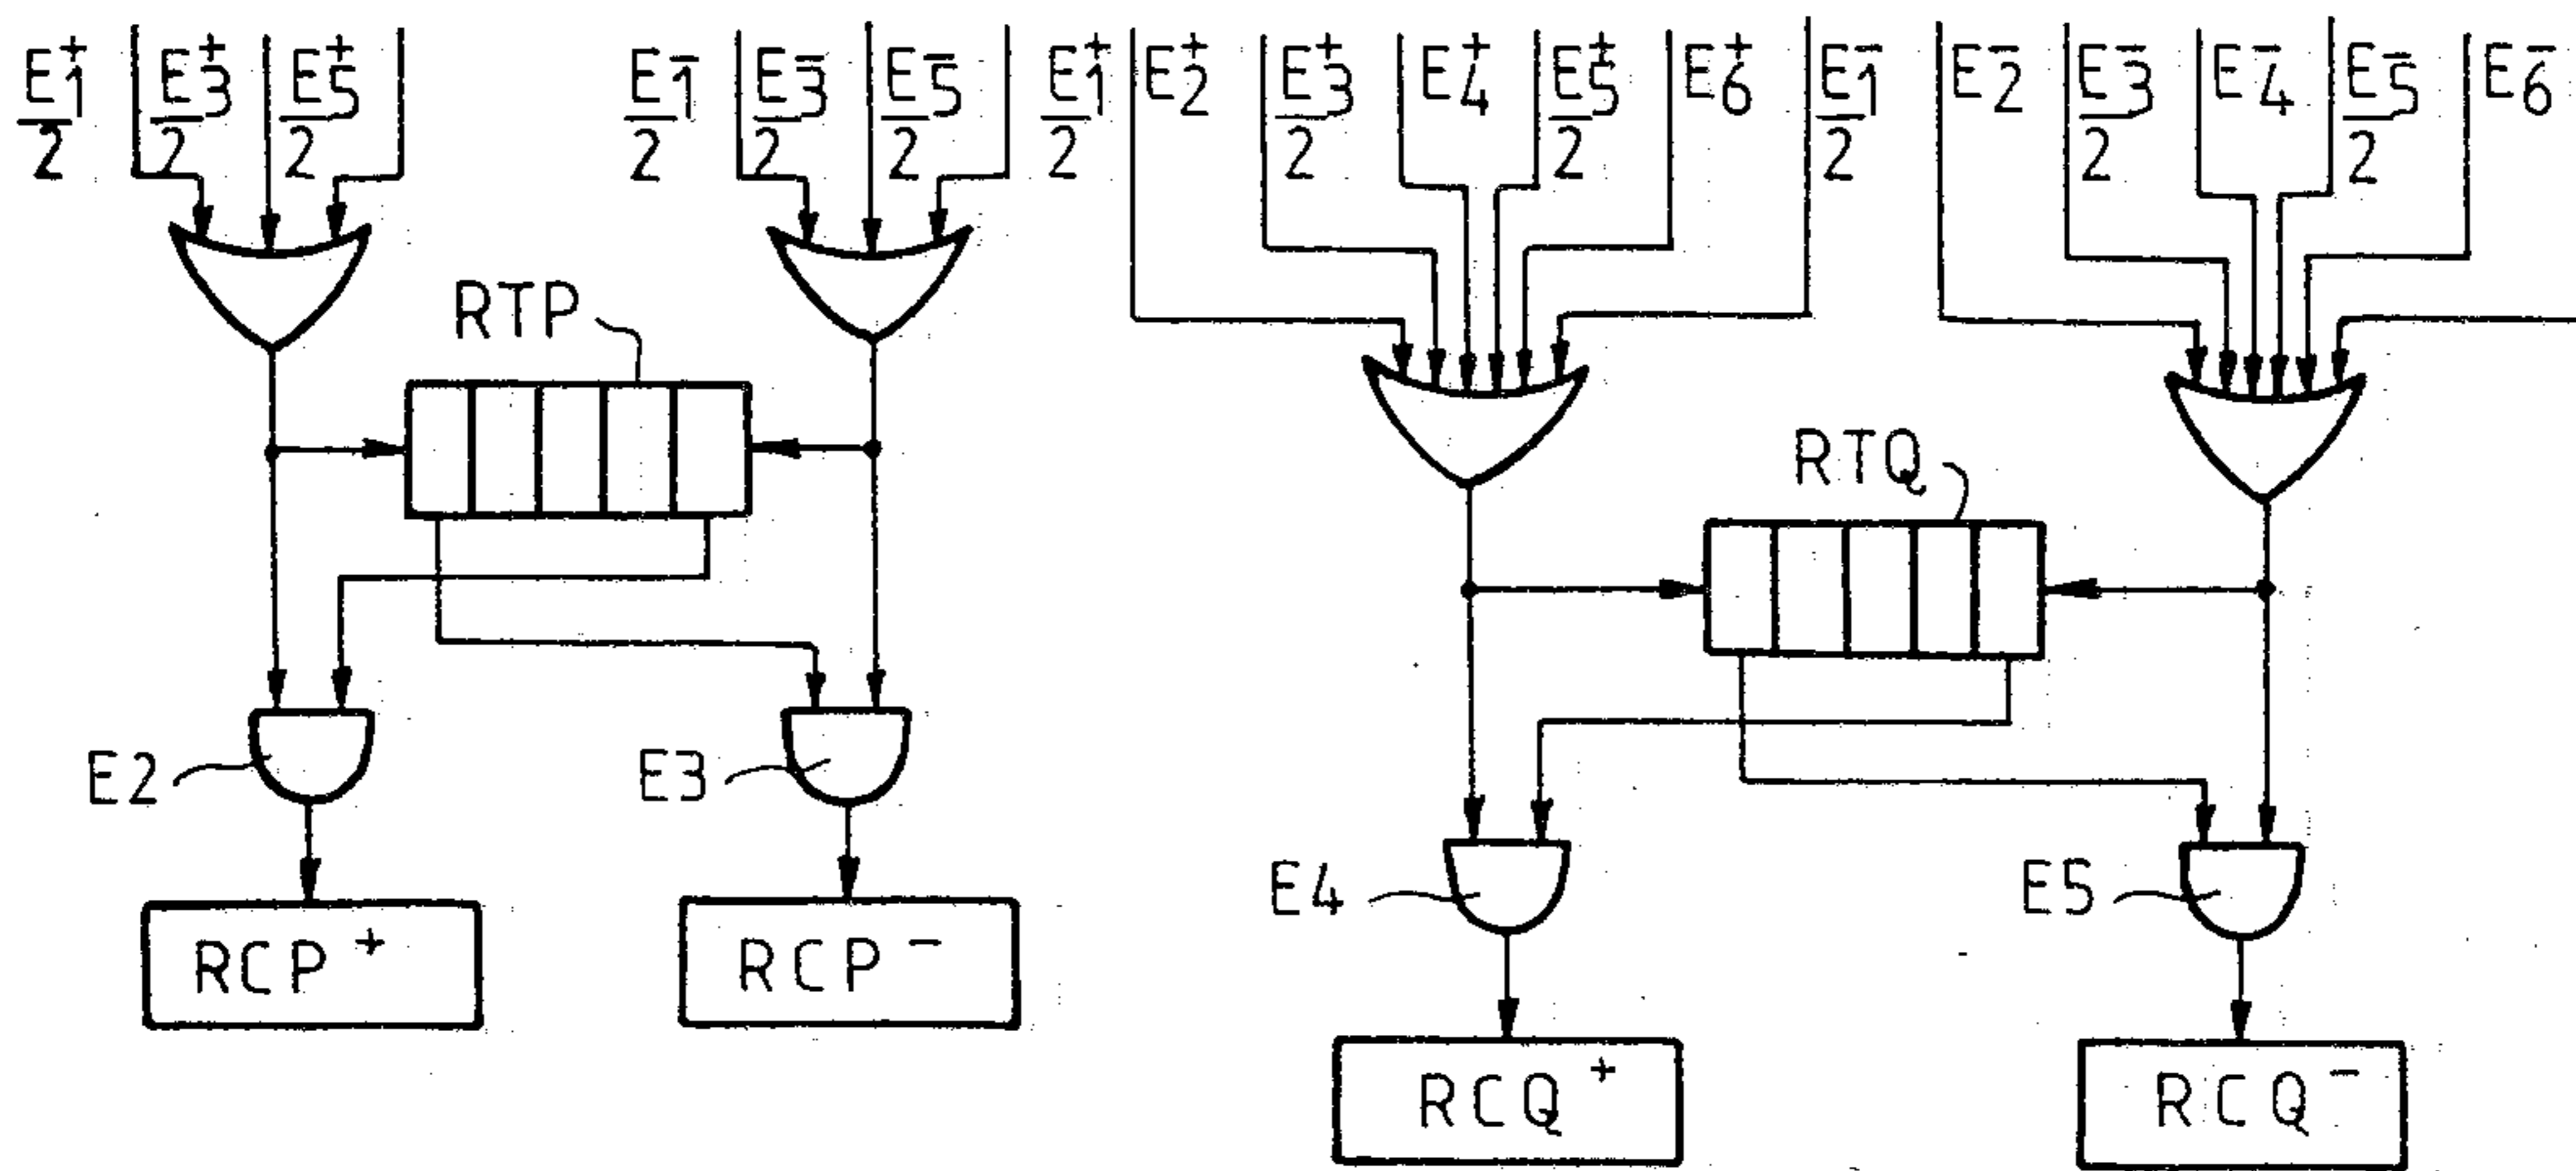 E1⁺/2 E3⁺/2 E5⁺/2 E1⁻/2 E3⁻/2 E5⁻/2 E1⁺/2 E2⁺ E3⁺/2 E4⁺ E5⁺/2 E6⁺ E1⁻/2 E2⁻ E3⁻/2 E4⁻ E5⁻/2 E6⁻
RTP
RTQ
E2 E3
E4 E5
RCP⁺ RCP⁻
RCQ⁺ RCQ⁻